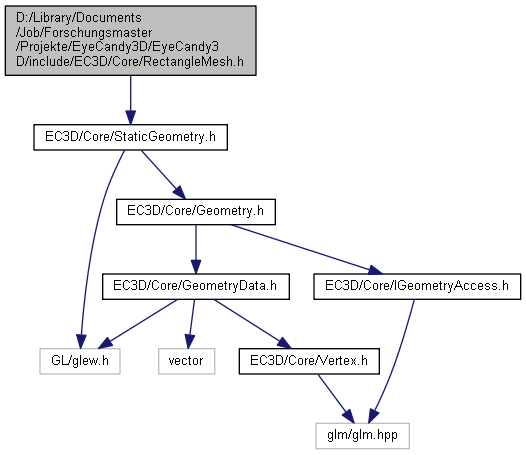 D:/Library/Documents
/Job/Forschungsmaster
/Projekte/EyeCandy3D/EyeCandy3
D/include/EC3D/Core/RectangleMesh.h
EC3D/Core/StaticGeometry.h
EC3D/Core/Geometry.h
EC3D/Core/GeometryData.h
EC3D/Core/IGeometryAccess.h
GL/glew.h
vector
EC3D/Core/Vertex.h
glm/glm.hpp